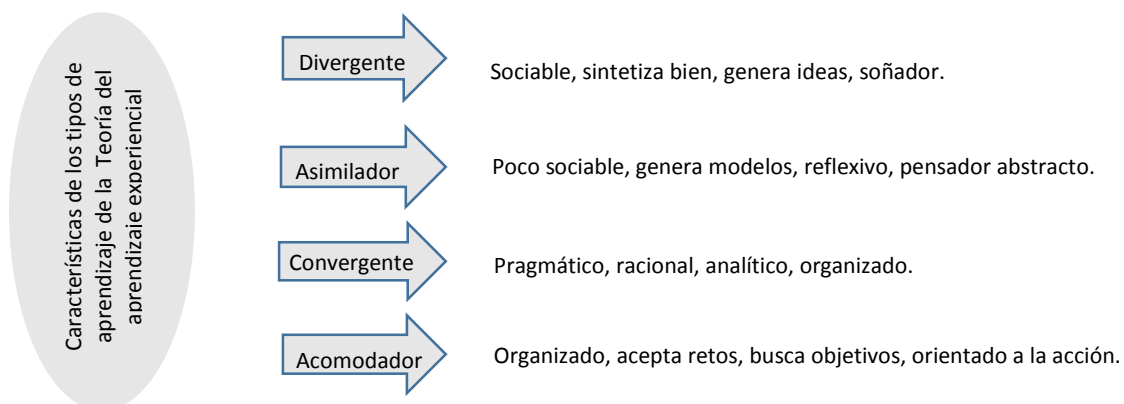 Características de los tipos de
aprendizaje de la Teoría del
aprendizaje experiencial
Divergente
Sociable, sintetiza bien, genera ideas, soñador.
Asimilador
Poco sociable, genera modelos, reflexivo, pensador abstracto.
Convergente
Pragmático, racional, analítico, organizado.
Acomodador
Organizado, acepta retos, busca objetivos, orientado a la acción.